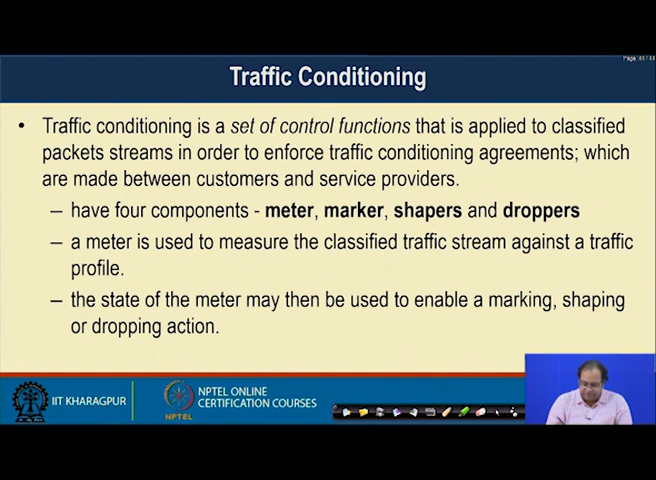 Page: 44/44
Traffic Conditioning
• Traffic conditioning is a set of control functions that is applied to classified
packets streams in order to enforce traffic conditioning agreements; which
are made between customers and service providers.
– have four components - meter, marker, shapers and droppers
– a meter is used to measure the classified traffic stream against a traffic
profile.
– the state of the meter may then be used to enable a marking, shaping
or dropping action.
IIT KHARAGPUR
NPTEL
NPTEL ONLINE
CERTIFICATION COURSES